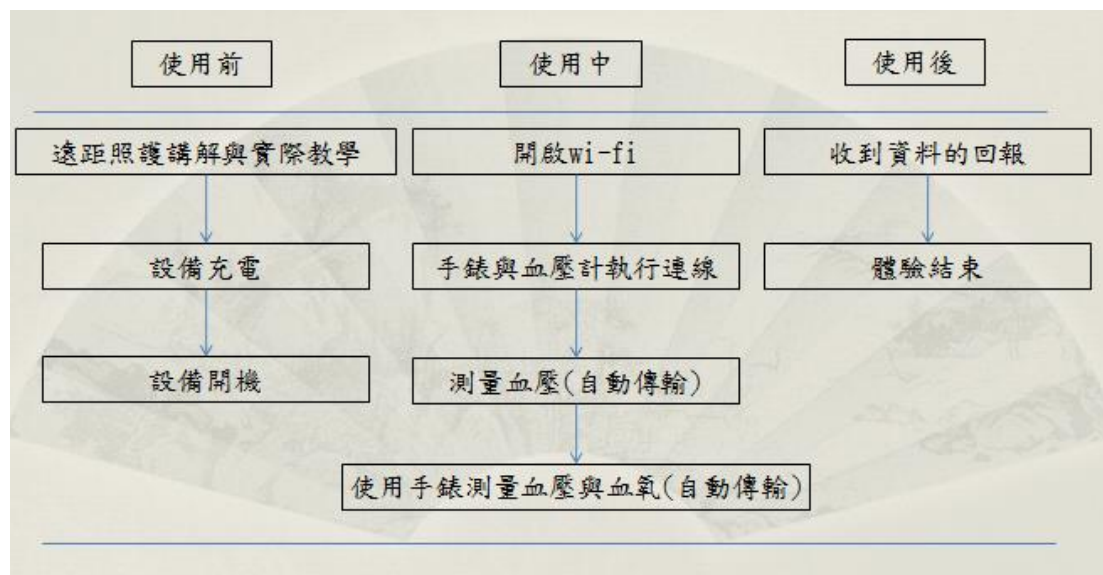 使用前
使用中
使用後
遠距照護講解與實際教學
設備充電
設備開機
開啟wi-fi
手錶與血壓計執行連線
測量血壓(自動傳輸)
使用手錶測量血壓與血氧(自動傳輸)
收到資料的回報
體驗結束